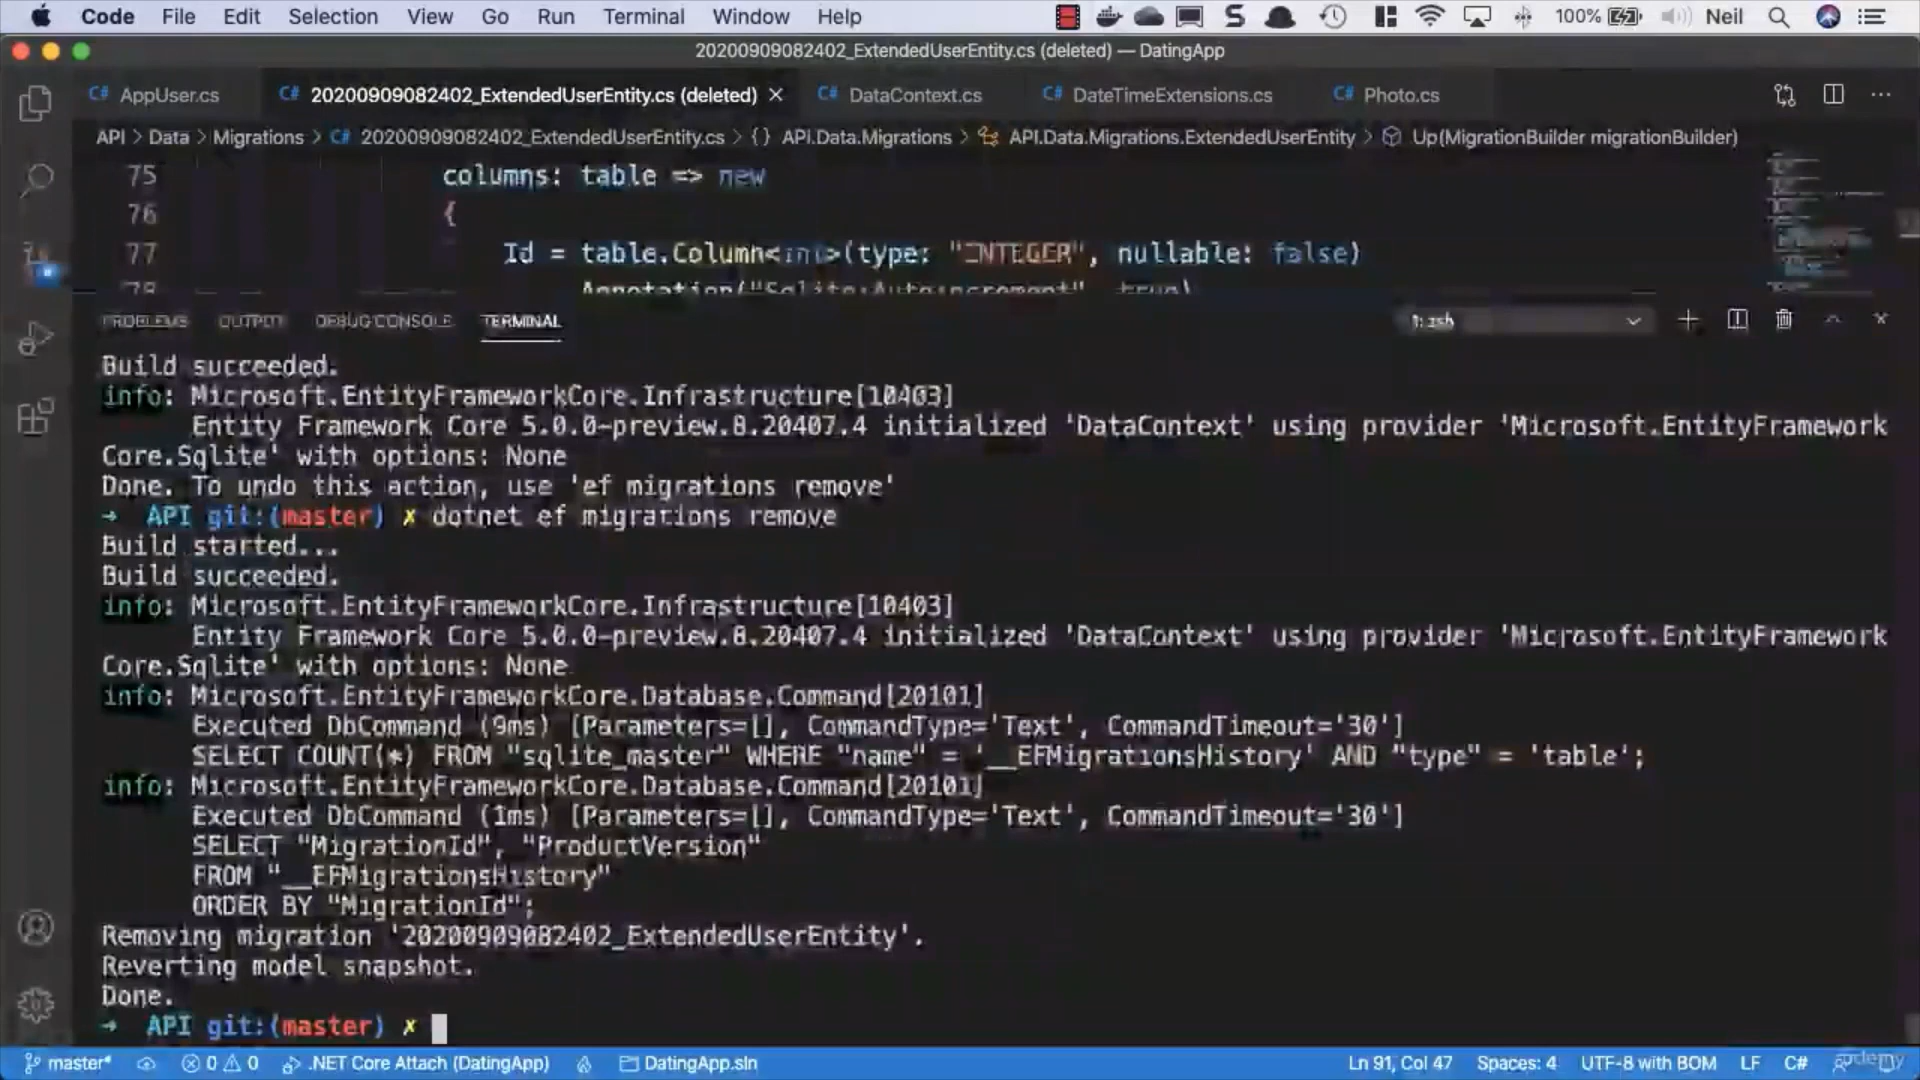 Code File Edit Selection View Go Run Terminal Window Help 100% Neil
20200909082402_ExtendedUserEntity.cs (deleted) — DatingApp
C# AppUser.cs C# 20200909082402_ExtendedUserEntity.cs (deleted) C# DataContext.cs C# DateTimeExtensions.cs C# Photo.cs
API > Data > Migrations > C# 20200909082402_ExtendedUserEntity.cs > {} API.Data.Migrations > API.Data.Migrations.ExtendedUserEntity > Up(MigrationBuilder migrationBuilder)
75 columns: table => new
76 {
77 Id = table.Column<int>(type: "INTEGER", nullable: false)
78 .Annotation("Sqlite:Autoincrement", true)
PROBLEMS OUTPUT DEBUG CONSOLE TERMINAL 1: zsh
Build succeeded.
info: Microsoft.EntityFrameworkCore.Infrastructure[10403]
Entity Framework Core 5.0.0-preview.8.20407.4 initialized 'DataContext' using provider 'Microsoft.EntityFramework
Core.Sqlite' with options: None
Done. To undo this action, use 'ef migrations remove'
→ API git:(master) ✗ dotnet ef migrations remove
Build started...
Build succeeded.
info: Microsoft.EntityFrameworkCore.Infrastructure[10403]
Entity Framework Core 5.0.0-preview.8.20407.4 initialized 'DataContext' using provider 'Microsoft.EntityFramework
Core.Sqlite' with options: None
info: Microsoft.EntityFrameworkCore.Database.Command[20101]
Executed DbCommand (9ms) [Parameters=[], CommandType='Text', CommandTimeout='30']
SELECT COUNT(*) FROM "sqlite_master" WHERE "name" = '__EFMigrationsHistory' AND "type" = 'table';
info: Microsoft.EntityFrameworkCore.Database.Command[20101]
Executed DbCommand (1ms) [Parameters=[], CommandType='Text', CommandTimeout='30']
SELECT "MigrationId", "ProductVersion"
FROM "__EFMigrationsHistory"
ORDER BY "MigrationId";
Removing migration '20200909082402_ExtendedUserEntity'.
Reverting model snapshot.
Done.
→ API git:(master) ✗
master* 0 0 .NET Core Attach (DatingApp) DatingApp.sln Ln 91, Col 47 Spaces: 4 UTF-8 with BOM LF C# udemy